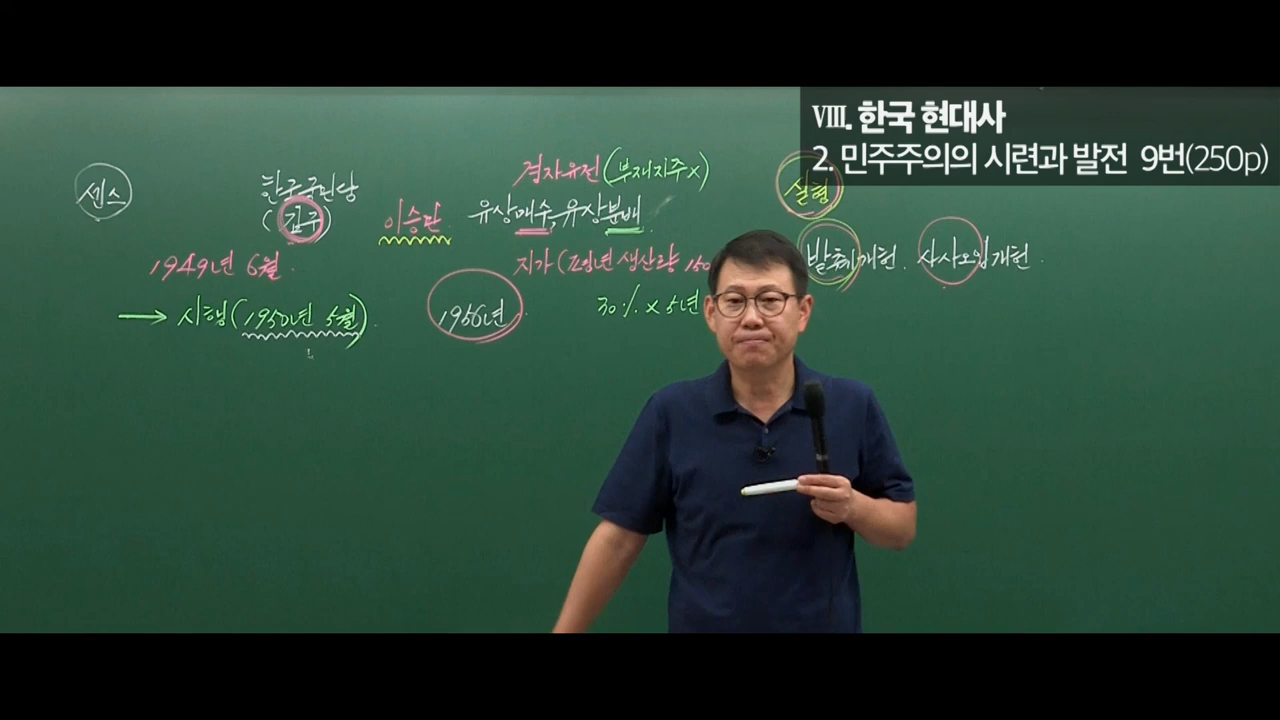 Ⅷ. 한국 현대사
2. 민주주의의 시련과 발전 9번(250p)
센스
한국국민당
(김구)
1949년 6월.
→ 시행(1950년 5월).
이승만
경자유전(부재지주x)
유상매수, 유상분배
지가(평년 생산량 150
1956년
30% x 5년
발췌개헌. 사사오입개헌.